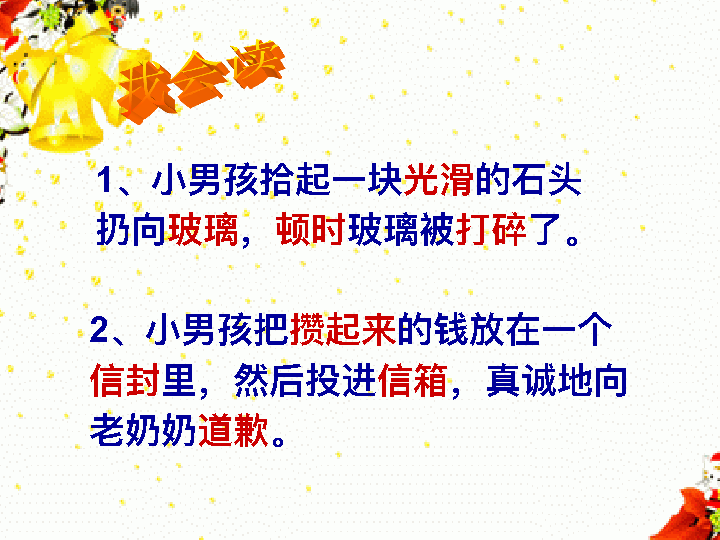 我会读
1、小男孩拾起一块光滑的石头
扔向玻璃，顿时玻璃被打碎了。
2、小男孩把攒起来的钱放在一个
信封里，然后投进信箱，真诚地向
老奶奶道歉。